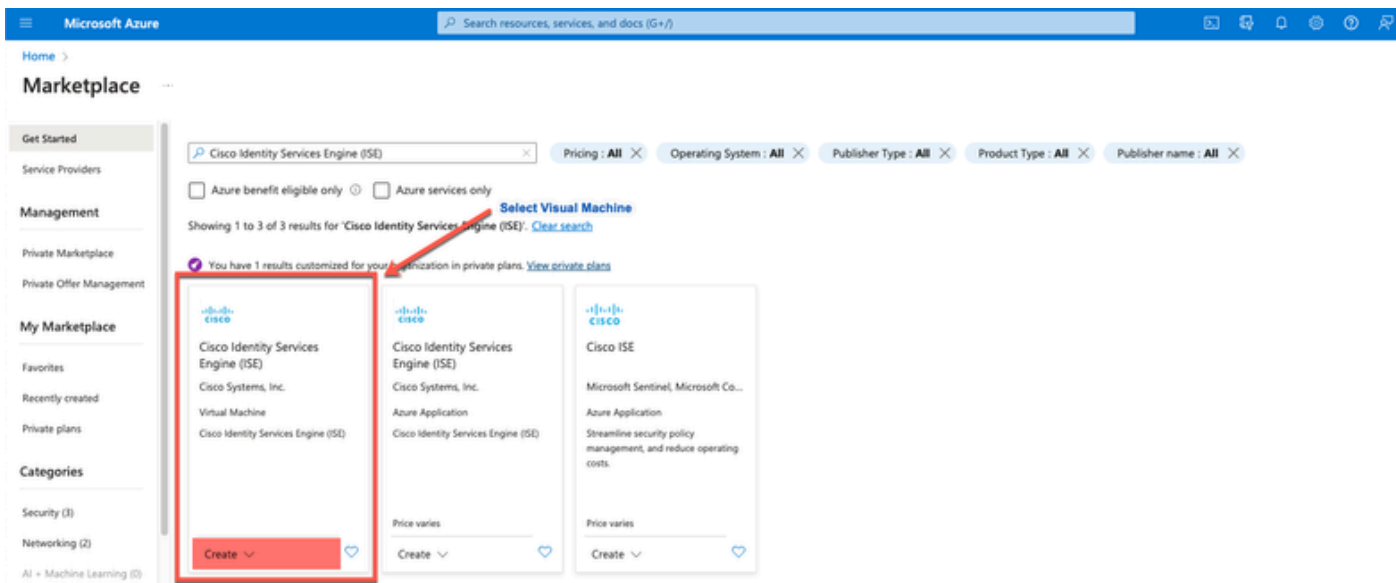 Microsoft Azure
Search resources, services, and docs (G+/)
Home >
Marketplace ...
Get Started
Service Providers
Management
Private Marketplace
Private Offer Management
My Marketplace
Favorites
Recently created
Private plans
Categories
Security (3)
Networking (2)
AI + Machine Learning (0)
Cisco Identity Services Engine (ISE)
Pricing : All
Operating System : All
Publisher Type : All
Product Type : All
Publisher name : All
Azure benefit eligible only
Azure services only
Select Visual Machine
Showing 1 to 3 of 3 results for 'Cisco Identity Services Engine (ISE)'. Clear search
You have 1 results customized for your organization in private plans. View private plans
CISCO
Cisco Identity Services
Engine (ISE)
Cisco Systems, Inc.
Virtual Machine
Cisco Identity Services Engine (ISE)
Create
CISCO
Cisco Identity Services
Engine (ISE)
Cisco Systems, Inc.
Azure Application
Cisco Identity Services Engine (ISE)
Price varies
Create
CISCO
Cisco ISE
Microsoft Sentinel, Microsoft Co...
Azure Application
Streamline security policy
management, and reduce operating
costs.
Price varies
Create